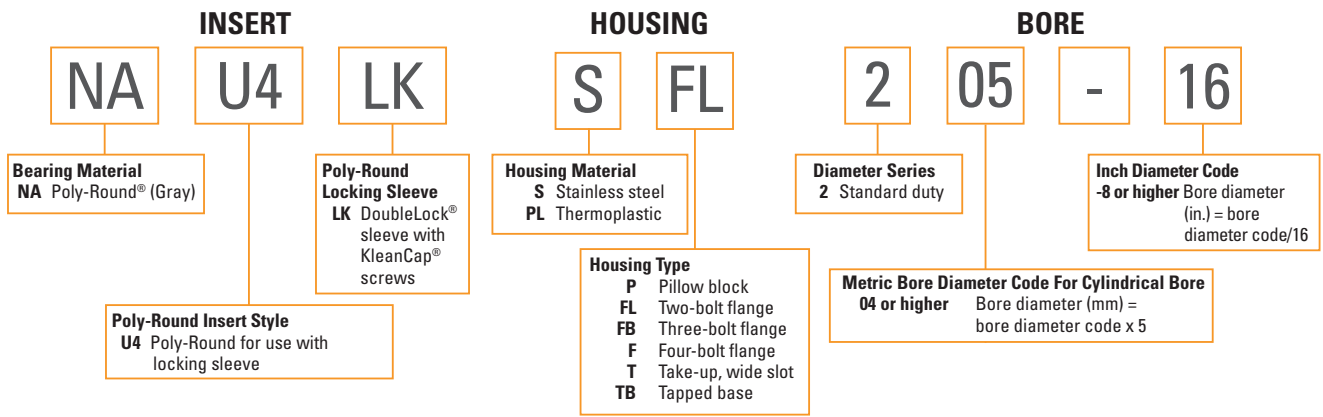 INSERT
HOUSING
BORE
NA
U4
LK
S
FL
2
05
-
16
Bearing Material
NA Poly-Round® (Gray)
Poly-Round
Locking Sleeve
LK DoubleLock®
sleeve with
KleanCap®
screws
Poly-Round Insert Style
U4 Poly-Round for use with
locking sleeve
Housing Material
S Stainless steel
PL Thermoplastic
Housing Type
P Pillow block
FL Two-bolt flange
FB Three-bolt flange
F Four-bolt flange
T Take-up, wide slot
TB Tapped base
Diameter Series
2 Standard duty
Inch Diameter Code
-8 or higher Bore diameter
(in.) = bore
diameter code/16
Metric Bore Diameter Code For Cylindrical Bore
04 or higher Bore diameter (mm) =
bore diameter code x 5